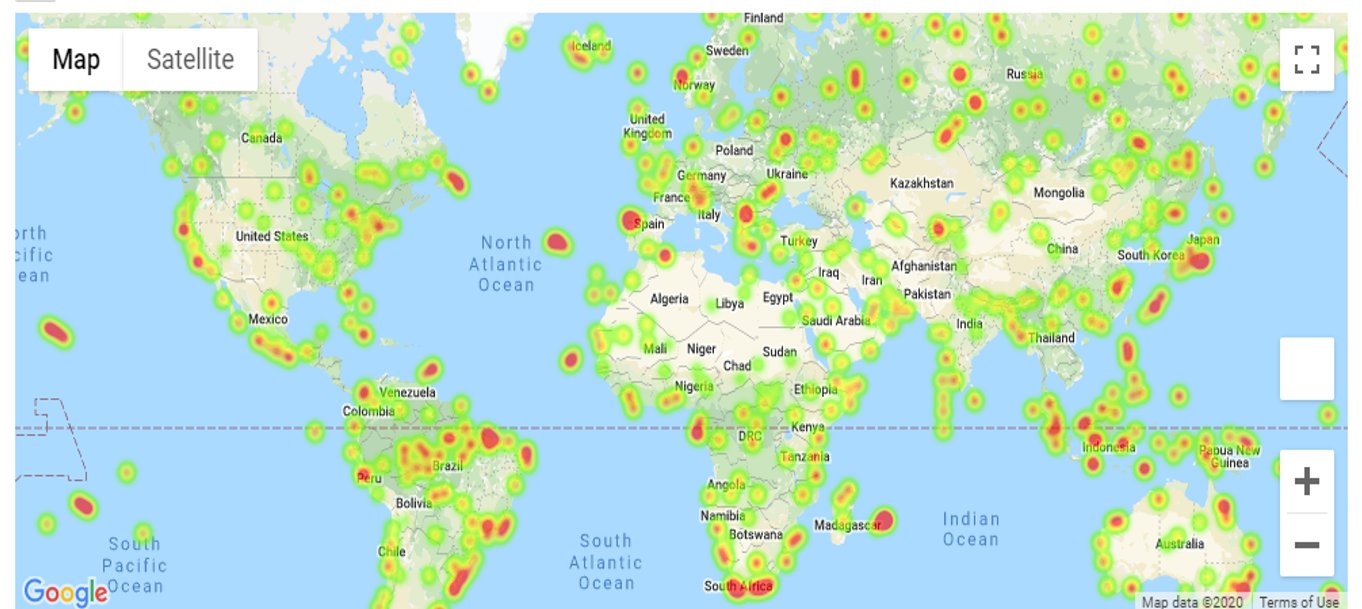 Map
Satellite
Finland
Iceland
Sweden
Norway
Russia
Canada
United
Kingdom
Poland
Germany
Ukraine
Kazakhstan
Mongolia
France
Italy
Spain
United States
North
Atlantic
Ocean
orth
cific
ean
Turkey
China
South Korea
Japan
Afghanistan
Iraq
Iran
Pakistan
Algeria
Libya
Egypt
Saudi Arabia
India
Mexico
Thailand
Mali
Niger
Chad
Sudan
Nigeria
Ethiopia
Venezuela
Colombia
DRC
Kenya
Tanzania
Indonesia
Papua New
Guinea
Brazil
Peru
Angola
Bolivia
Namibia
Botswana
Madagascar
Indian
Ocean
South
Pacific
Ocean
South
Atlantic
Ocean
Chile
Australia
South Africa
Google
Map data ©2020
Terms of Use